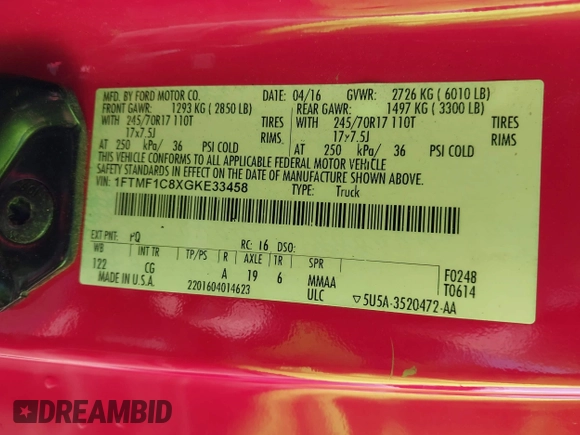 MFD. BY FORD MOTOR CO.
DATE: 04/16 GVWR: 2726 KG ( 6010 LB)
FRONT GAWR: 1293 KG ( 2850 LB) REAR GAWR: 1497 KG ( 3300 LB)
WITH 245/70R17 110T TIRES WITH 245/70R17 110T TIRES
17x7.5J RIMS 17x7.5J RIMS.
AT 250 kPa/ 36 PSI COLD AT 250 kPa/ 36 PSI COLD
THIS VEHICLE CONFORMS TO ALL APPLICABLE FEDERAL MOTOR VEHICLE
SAFETY STANDARDS IN EFFECT ON THE DATE OF MANUFACTURE SHOWN ABOVE.
VIN: 1FTMF1C8XGKE33458 TYPE: Truck
EXT PNT: PQ RC: 16 DSO:
WB INT TR TP/PS R AXLE TR SPR
122 CG A 19 6 MMAA F0248
MADE IN U.S.A. 2201604014623 ULC T0614
▽5U5A-3520472-AA
DREAMBID